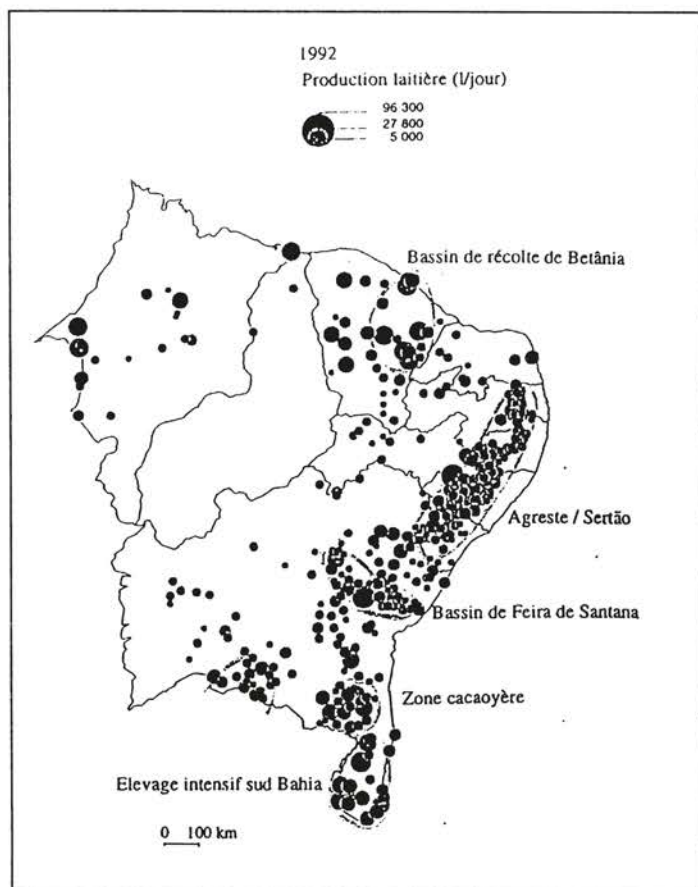 1992
Production laitière (l/jour)
96 300
27 800
5 000
Bassin de récolte de Betânia
Agreste / Sertão
Bassin de Feira de Santana
Zone cacaoyère
Elevage intensif sud Bahia
0 100 km